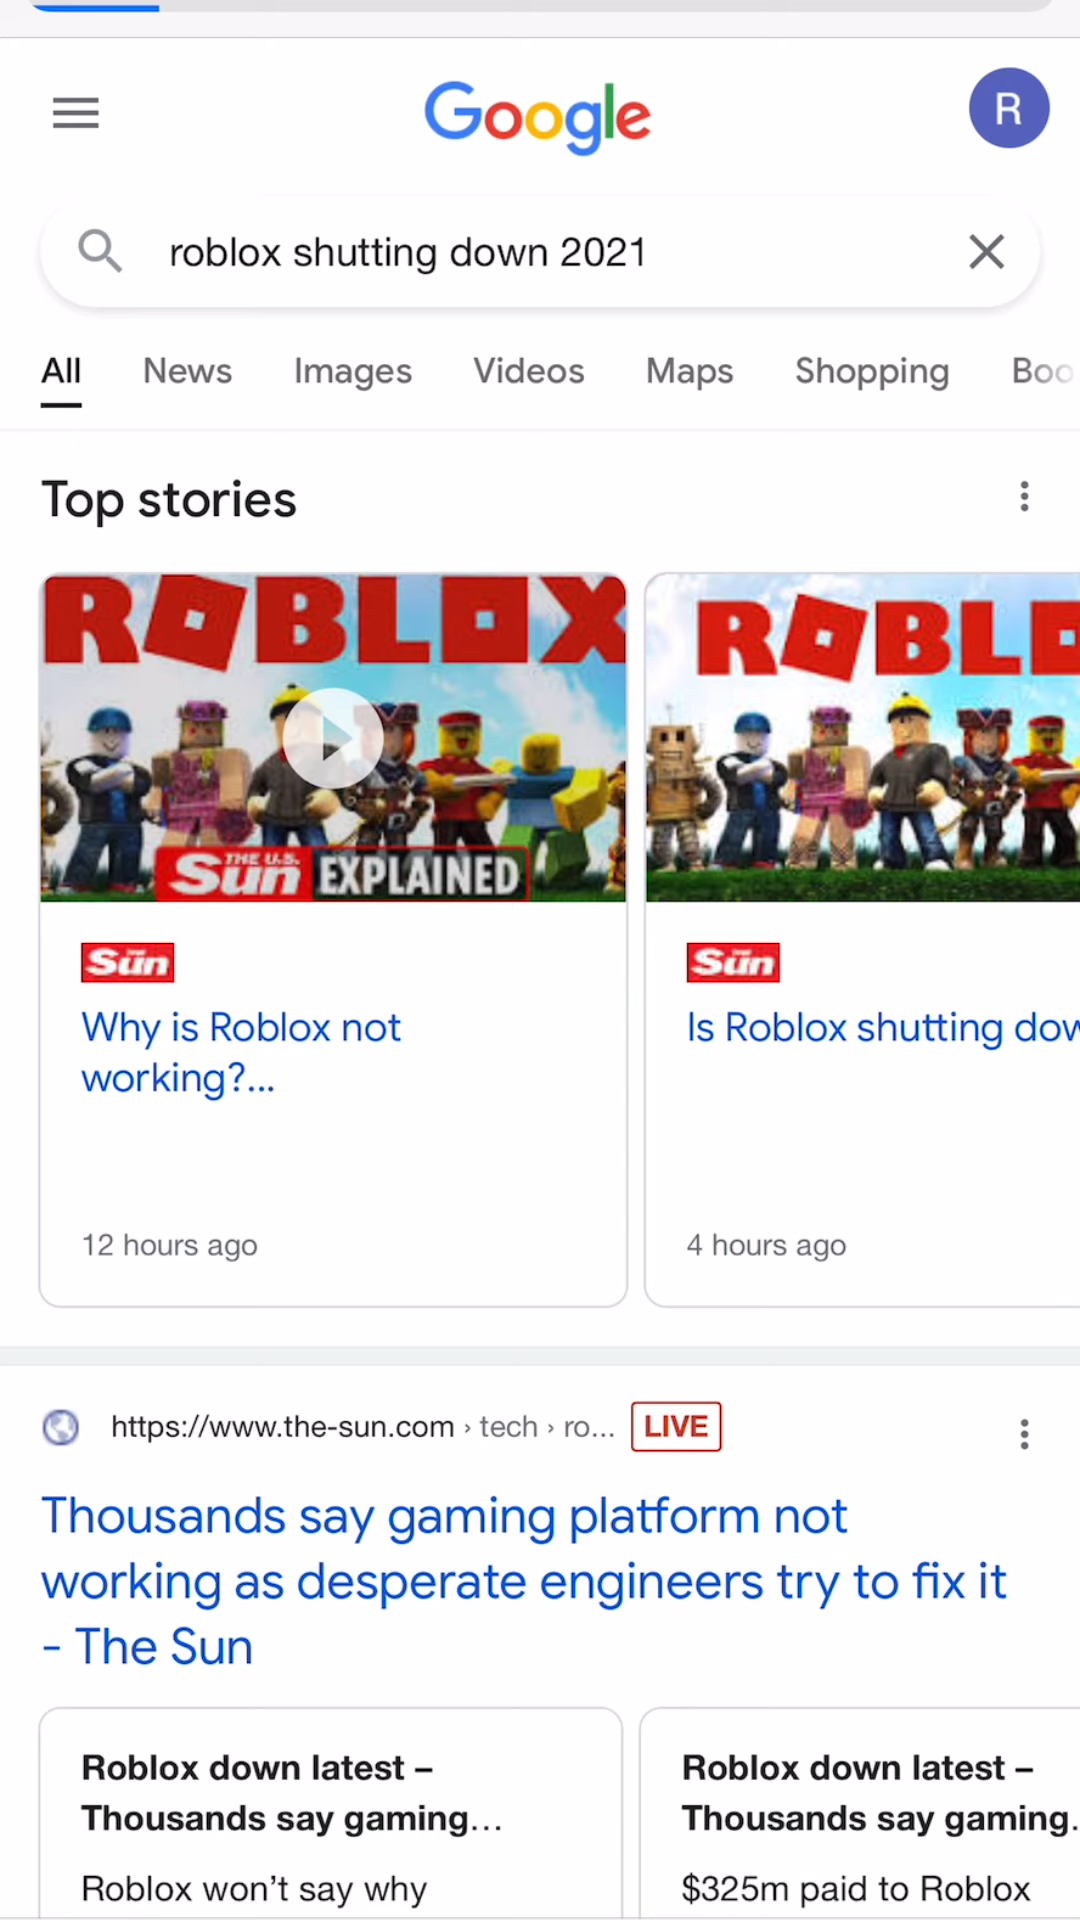 Google
R
roblox shutting down 2021
All News Images Videos Maps Shopping Boo
Top stories
ROBLOX
THE U.S.
Sun EXPLAINED
THE
Sun
Why is Roblox not
working?...
12 hours ago
ROBLO
THE
Sun
Is Roblox shutting dow
4 hours ago
https://www.the-sun.com › tech › ro... LIVE
Thousands say gaming platform not
working as desperate engineers try to fix it
- The Sun
Roblox down latest –
Thousands say gaming...
Roblox won’t say why
Roblox down latest –
Thousands say gaming.
$325m paid to Roblox